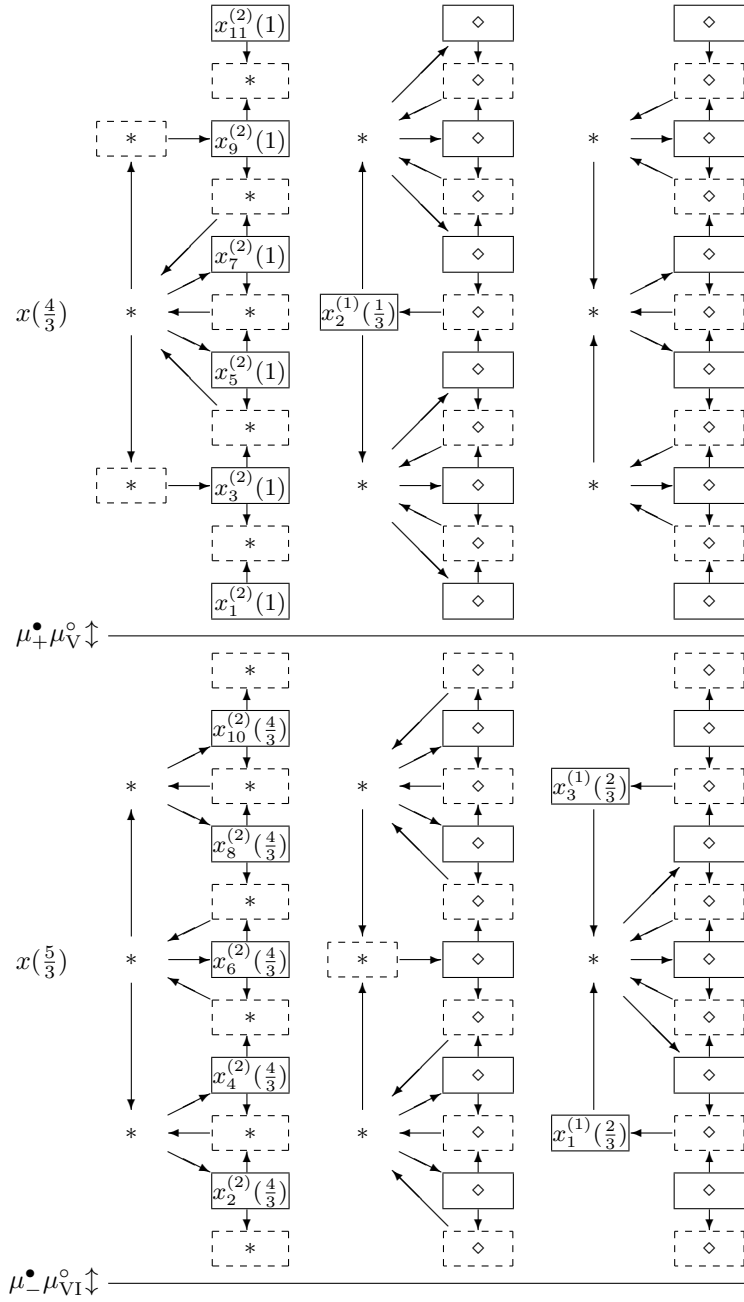 x_{11}^{(2)}(1) ⋄ ⋄
* ⋄ ⋄
* x_9^{(2)}(1) * ⋄ * ⋄
* ⋄ ⋄
x_7^{(2)}(1) ⋄ ⋄
x(4/3) * * x_2^{(1)}(1/3) ⋄ * ⋄
x_5^{(2)}(1) ⋄ ⋄
* ⋄ ⋄
* x_3^{(2)}(1) * ⋄ * ⋄
* ⋄ ⋄
x_1^{(2)}(1) ⋄ ⋄
μ_+^• μ_V^° ↕
* ⋄ ⋄
x_{10}^{(2)}(4/3) ⋄ ⋄
* * * ⋄ x_3^{(1)}(2/3) ⋄
x_8^{(2)}(4/3) ⋄ ⋄
* ⋄ ⋄
x(5/3) * x_6^{(2)}(4/3) * ⋄ * ⋄
* ⋄ ⋄
x_4^{(2)}(4/3) ⋄ ⋄
* * * ⋄ x_1^{(1)}(2/3) ⋄
x_2^{(2)}(4/3) ⋄ ⋄
* ⋄ ⋄
μ_-^• μ_{VI}^° ↕